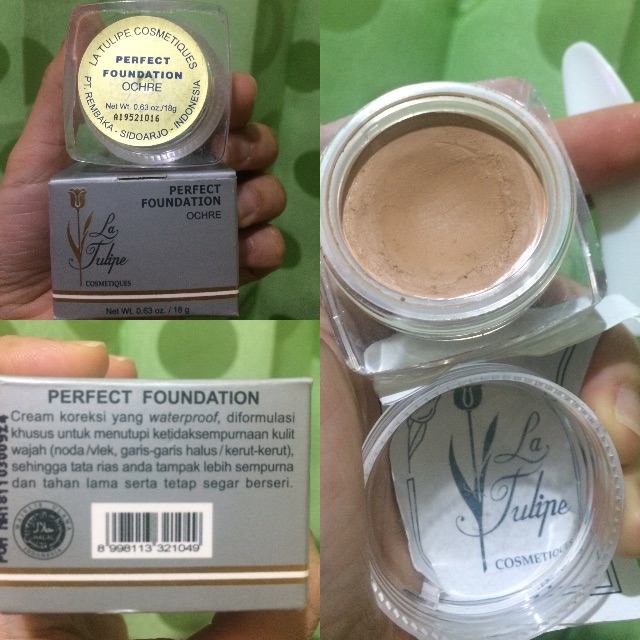 LA TULIPE COSMETIQUES
PERFECT
FOUNDATION
OCHRE
Net Wt. 0.63 oz./18g
A19521016
PT. REMBAKA - SIDOARJO - INDONESIA
PERFECT
FOUNDATION
OCHRE
La
Tulipe
COSMETIQUES
Net Wt. 0.63 oz. / 18 g
PERFECT FOUNDATION
Cream koreksi yang waterproof, diformulasi
khusus untuk menutupi ketidaksempurnaan kulit
wajah (noda /vlek, garis-garis halus / kerut-kerut),
sehingga tata rias anda tampak lebih sempurna
dan tahan lama serta tetap segar berseri.
HALAL
8 998113 321049
La
Tulipe
COSMETIQUES